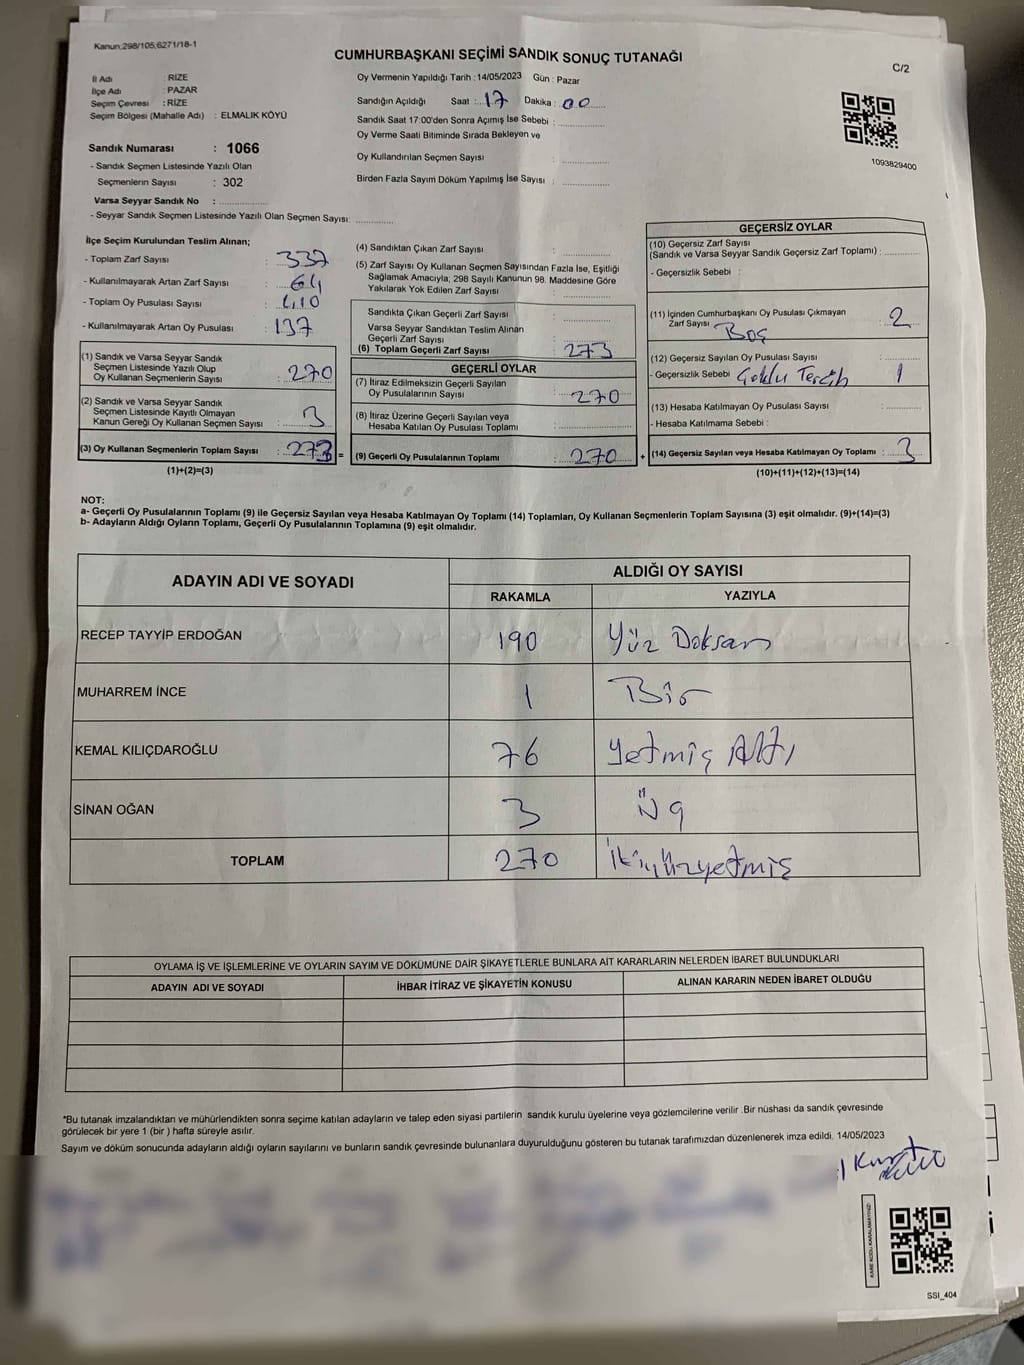 Kanun;298/105;6271/18-1
CUMHURBAŞKANI SEÇİMİ SANDIK SONUÇ TUTANAĞI
C/2
İl Adı : RİZE
İlçe Adı : PAZAR
Seçim Çevresi : RİZE
Seçim Bölgesi (Mahalle Adı) : ELMALIK KÖYÜ
Sandık Numarası : 1066
- Sandık Seçmen Listesinde Yazılı Olan
Seçmenlerin Sayısı : 302
Varsa Seyyar Sandık No :
- Seyyar Sandık Seçmen Listesinde Yazılı Olan Seçmen Sayısı:
Oy Vermenin Yapıldığı Tarih : 14/05/2023 Gün : Pazar
Sandığın Açıldığı Saat : 17 Dakika : 00
Sandık Saat 17:00'den Sonra Açımış İse Sebebi :
Oy Verme Saati Bitiminde Sırada Bekleyen ve
Oy Kullandırılan Seçmen Sayısı :
Birden Fazla Sayım Döküm Yapılmış İse Sayısı :
1093829400
İlçe Seçim Kurulundan Teslim Alınan;
- Toplam Zarf Sayısı : 337
- Kullanılmayarak Artan Zarf Sayısı : 64
- Toplam Oy Pusulası Sayısı : 410
- Kullanılmayarak Artan Oy Pusulası : 137
(1) Sandık ve Varsa Seyyar Sandık
Seçmen Listesinde Yazılı Olup
Oy Kullanan Seçmenlerin Sayısı : 270
(2) Sandık ve Varsa Seyyar Sandık
Seçmen Listesinde Kayıtlı Olmayan
Kanun Gereği Oy Kullanan Seçmen Sayısı : 3
(3) Oy Kullanan Seçmenlerin Toplam Sayısı : 273 =
(1)+(2)=(3)
(4) Sandıktan Çıkan Zarf Sayısı :
(5) Zarf Sayısı Oy Kullanan Seçmen Sayısından Fazla İse, Eşitliği
Sağlamak Amacıyla; 298 Sayılı Kanunun 98. Maddesine Göre
Yakılarak Yok Edilen Zarf Sayısı :
Sandıkta Çıkan Geçerli Zarf Sayısı :
Varsa Seyyar Sandıktan Teslim Alınan
Geçerli Zarf Sayısı :
(6) Toplam Geçerli Zarf Sayısı : 273
GEÇERLİ OYLAR
(7) İtiraz Edilmeksizin Geçerli Sayılan
Oy Pusulalarının Sayısı : 270
(8) İtiraz Üzerine Geçerli Sayılan veya
Hesaba Katılan Oy Pusulası Toplamı :
(9) Geçerli Oy Pusulalarının Toplamı : 270 +
GEÇERSİZ OYLAR
(10) Geçersiz Zarf Sayısı
(Sandık ve Varsa Seyyar Sandık Geçersiz Zarf Toplamı) :
- Geçersizlik Sebebi :
(11) İçinden Cumhurbaşkanı Oy Pusulası Çıkmayan
Zarf Sayısı : Boş 2
(12) Geçersiz Sayılan Oy Pusulası Sayısı :
- Geçersizlik Sebebi Çoklu Tercih 1
(13) Hesaba Katılmayan Oy Pusulası Sayısı :
- Hesaba Katılmama Sebebi :
(14) Geçersiz Sayılan veya Hesaba Katılmayan Oy Toplamı : 3
(10)+(11)+(12)+(13)=(14)
NOT:
a- Geçerli Oy Pusulalarının Toplamı (9) ile Geçersiz Sayılan veya Hesaba Katılmayan Oy Toplamı (14) Toplamları, Oy Kullanan Seçmenlerin Toplam Sayısına (3) eşit olmalıdır. (9)+(14)=(3)
b- Adayların Aldığı Oyların Toplamı, Geçerli Oy Pusulalarının Toplamına (9) eşit olmalıdır.
ADAYIN ADI VE SOYADI
ALDIĞI OY SAYISI
RAKAMLA YAZIYLA
RECEP TAYYİP ERDOĞAN 190 Yüz Doksan
MUHARREM İNCE 1 Bir
KEMAL KILIÇDAROĞLU 76 Yetmiş Altı
SİNAN OĞAN 3 Üç
TOPLAM 270 İkiyüzyetmiş
OYLAMA İŞ VE İŞLEMLERİNE VE OYLARIN SAYIM VE DÖKÜMÜNE DAİR ŞİKAYETLERLE BUNLARA AİT KARARLARIN NELERDEN İBARET BULUNDUKLARI
ADAYIN ADI VE SOYADI İHBAR İTİRAZ VE ŞİKAYETİN KONUSU ALINAN KARARIN NEDEN İBARET OLDUĞU
*Bu tutanak imzalandıktan ve mühürlendikten sonra seçime katılan adayların ve talep eden siyasi partilerin sandık kurulu üyelerine veya gözlemcilerine verilir .Bir nüshası da sandık çevresinde
görülecek bir yere 1 (bir ) hafta süreyle asılır.
Sayım ve döküm sonucunda adayların aldığı oyların sayılarını ve bunların sandık çevresinde bulunanlara duyurulduğunu gösteren bu tutanak tarafımızdan düzenlenerek imza edildi. 14/05/2023
KARE KODU KARALAMAYINIZ!
SSI_404